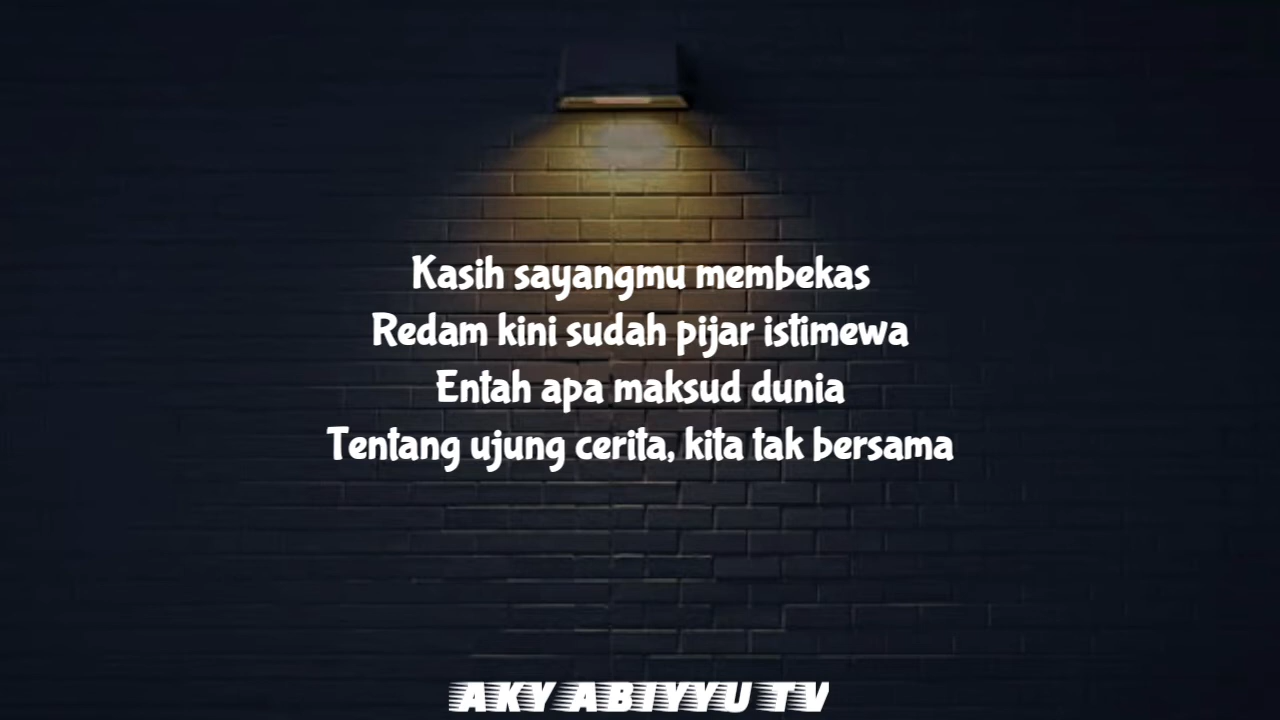 Kasih sayangmu membekas
Redam kini sudah pijar istimewa
Entah apa maksud dunia
Tentang ujung cerita, kita tak bersama
AKY ABIYYU TV